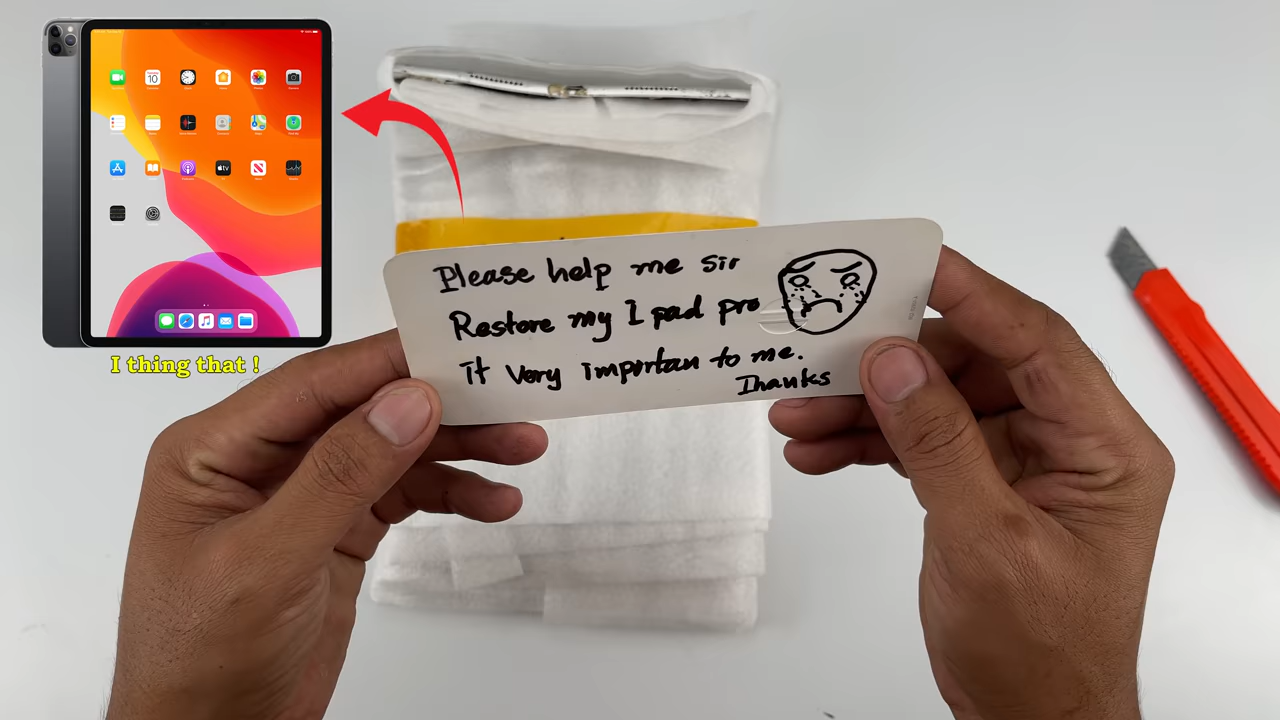 I thing that !
Please help me sir
Restore my I pad pro
It Very importan to me.
Thanks